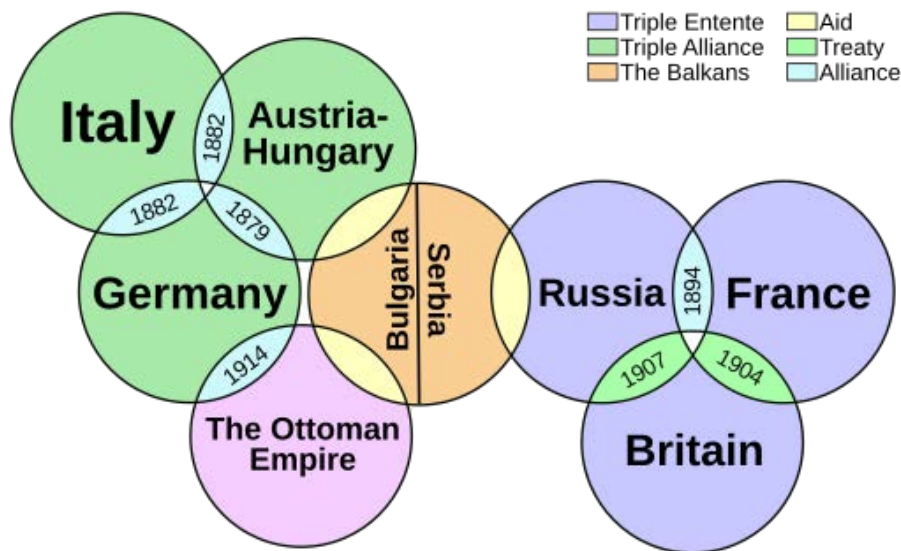 Triple Entente
Aid
Triple Alliance
Treaty
The Balkans
Alliance
Italy
1882
Austria-
Hungary
1882
1879
Germany
Bulgaria
Serbia
Russia
1894
France
1914
1907
1904
The Ottoman
Empire
Britain